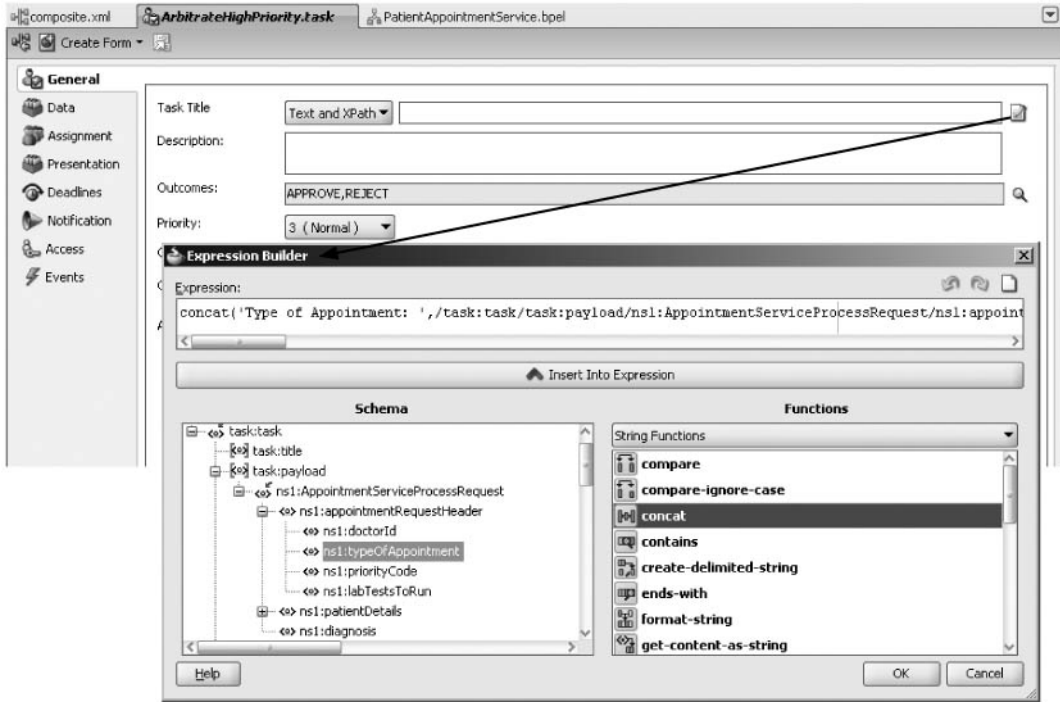 composite.xml ArbitrateHighPriority.task PatientAppointmentService.bpel
Create Form
General
Data
Assignment
Presentation
Deadlines
Notification
Access
Events
Task Title Text and XPath
Description:
Outcomes: APPROVE,REJECT
Priority: 3 (Normal)
Expression Builder
Expression:
concat('Type of Appointment: ',/task:task/task:payload/ns1:AppointmentServiceProcessRequest/ns1:appoint
Insert Into Expression
Schema
task:task
task:title
task:payload
ns1:AppointmentServiceProcessRequest
ns1:appointmentRequestHeader
ns1:doctorId
ns1:typeOfAppointment
ns1:priorityCode
ns1:labTestsToRun
ns1:patientDetails
ns1:diagnosis
Functions
String Functions
compare
compare-ignore-case
concat
contains
create-delimited-string
ends-with
format-string
get-content-as-string
Help OK Cancel